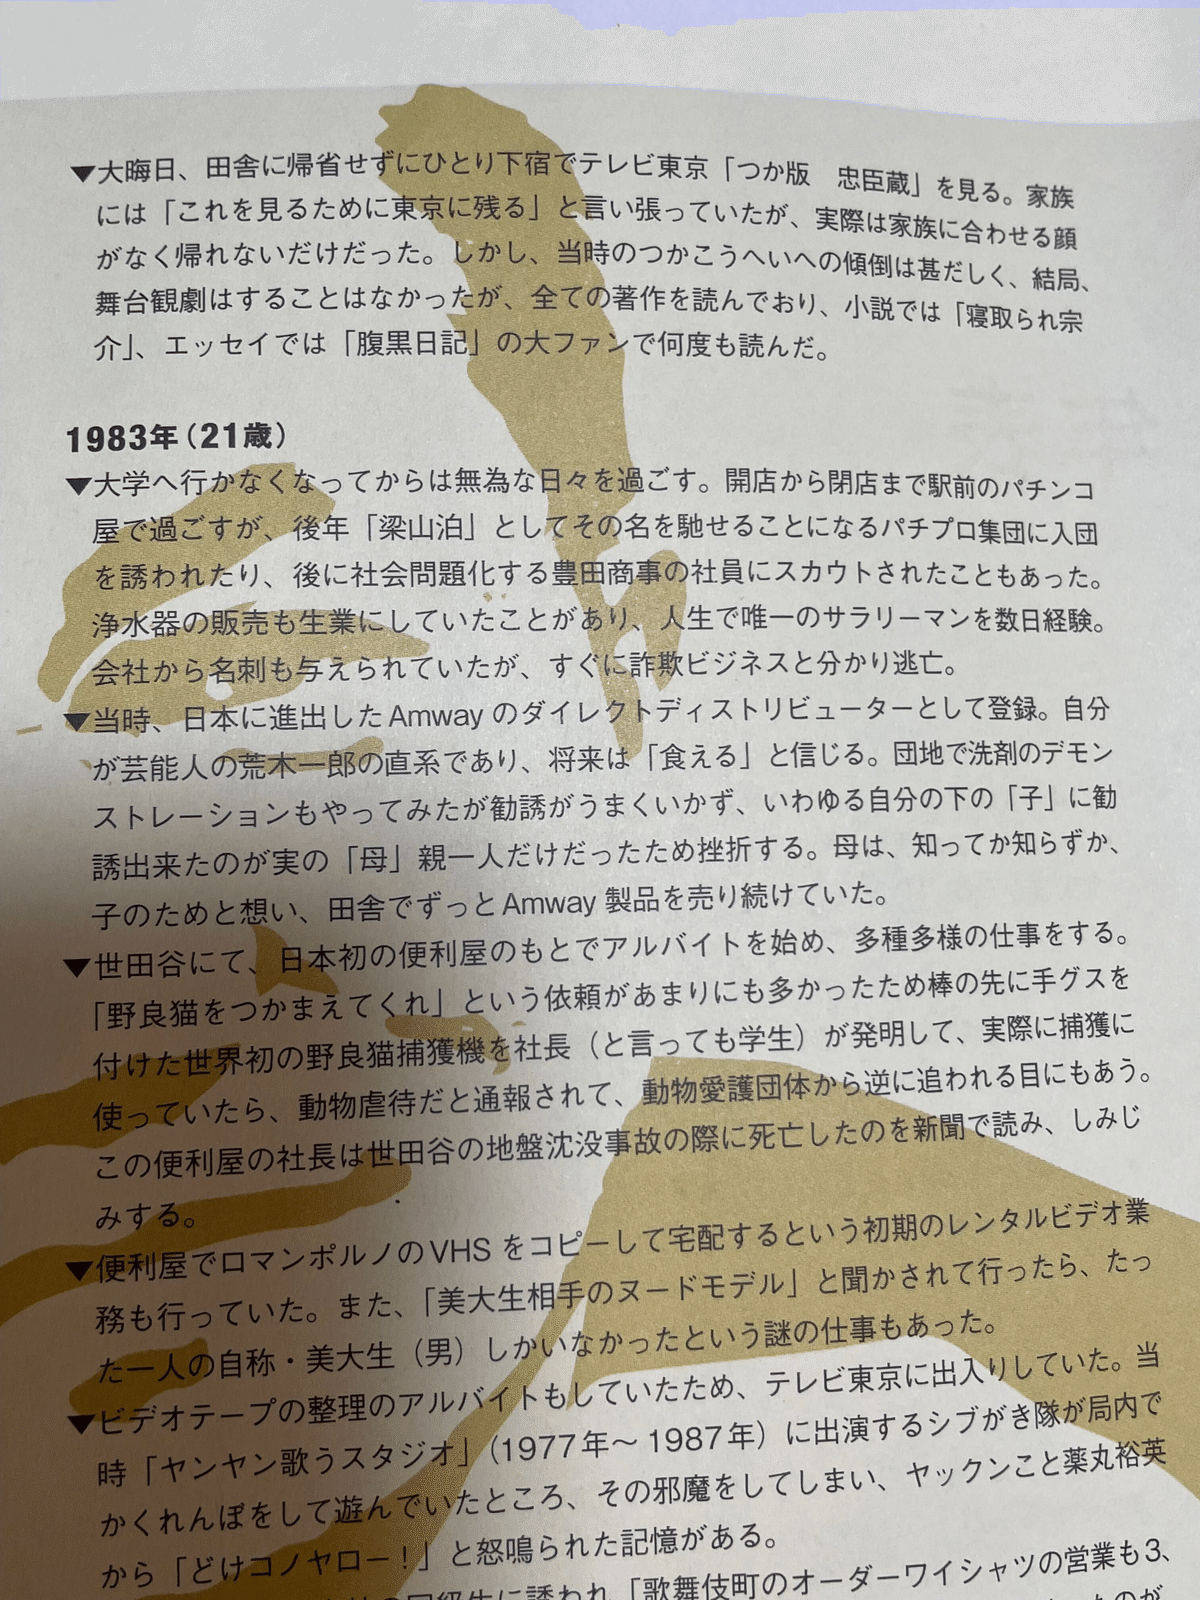 ▼大晦日、田舎に帰省せずにひとり下宿でテレビ東京「つか版　忠臣蔵」を見る。家族
には「これを見るために東京に残る」と言い張っていたが、実際は家族に合わせる顔
がなく帰れないだけだった。しかし、当時のつかこうへいへの傾倒は甚だしく、結局、
舞台観劇はすることはなかったが、全ての著作を読んでおり、小説では「寝取られ宗
介」、エッセイでは「腹黒日記」の大ファンで何度も読んだ。
1983年（21歳）
▼大学へ行かなくなってからは無為な日々を過ごす。開店から閉店まで駅前のパチンコ
屋で過ごすが、後年「梁山泊」としてその名を馳せることになるパチプロ集団に入団
を誘われたり、後に社会問題化する豊田商事の社員にスカウトされたこともあった。
浄水器の販売も生業にしていたことがあり、人生で唯一のサラリーマンを数日経験。
会社から名刺も与えられていたが、すぐに詐欺ビジネスと分かり逃亡。
▼当時、日本に進出したAmwayのダイレクトディストリビューターとして登録。自分
が芸能人の荒木一郎の直系であり、将来は「食える」と信じる。団地で洗剤のデモン
ストレーションもやってみたが勧誘がうまくいかず、いわゆる自分の下の「子」に勧
誘出来たのが実の「母」親一人だけだったため挫折する。母は、知ってか知らずか、
子のためと想い、田舎でずっとAmway製品を売り続けていた。
▼世田谷にて、日本初の便利屋のもとでアルバイトを始め、多種多様の仕事をする。
「野良猫をつかまえてくれ」という依頼があまりにも多かったため棒の先に手グスを
付けた世界初の野良猫捕獲機を社長（と言っても学生）が発明して、実際に捕獲に
使っていたら、動物虐待だと通報されて、動物愛護団体から逆に追われる目にもあう。
この便利屋の社長は世田谷の地盤沈没事故の際に死亡したのを新聞で読み、しみじ
みする。
▼便利屋でロマンポルノのVHSをコピーして宅配するという初期のレンタルビデオ業
務も行っていた。また、「美大生相手のヌードモデル」と聞かされて行ったら、たっ
た一人の自称・美大生（男）しかいなかったという謎の仕事もあった。
▼ビデオテープの整理のアルバイトもしていたため、テレビ東京に出入りしていた。当
時「ヤンヤン歌うスタジオ」（1977年〜1987年）に出演するシブがき隊が局内で
かくれんぼをして遊んでいたところ、その邪魔をしてしまい、ヤックンこと薬丸裕英
から「どけコノヤロー！」と怒鳴られた記憶がある。
の同級生に誘われ「歌舞伎町のオーダーワイシャツの営業も3、